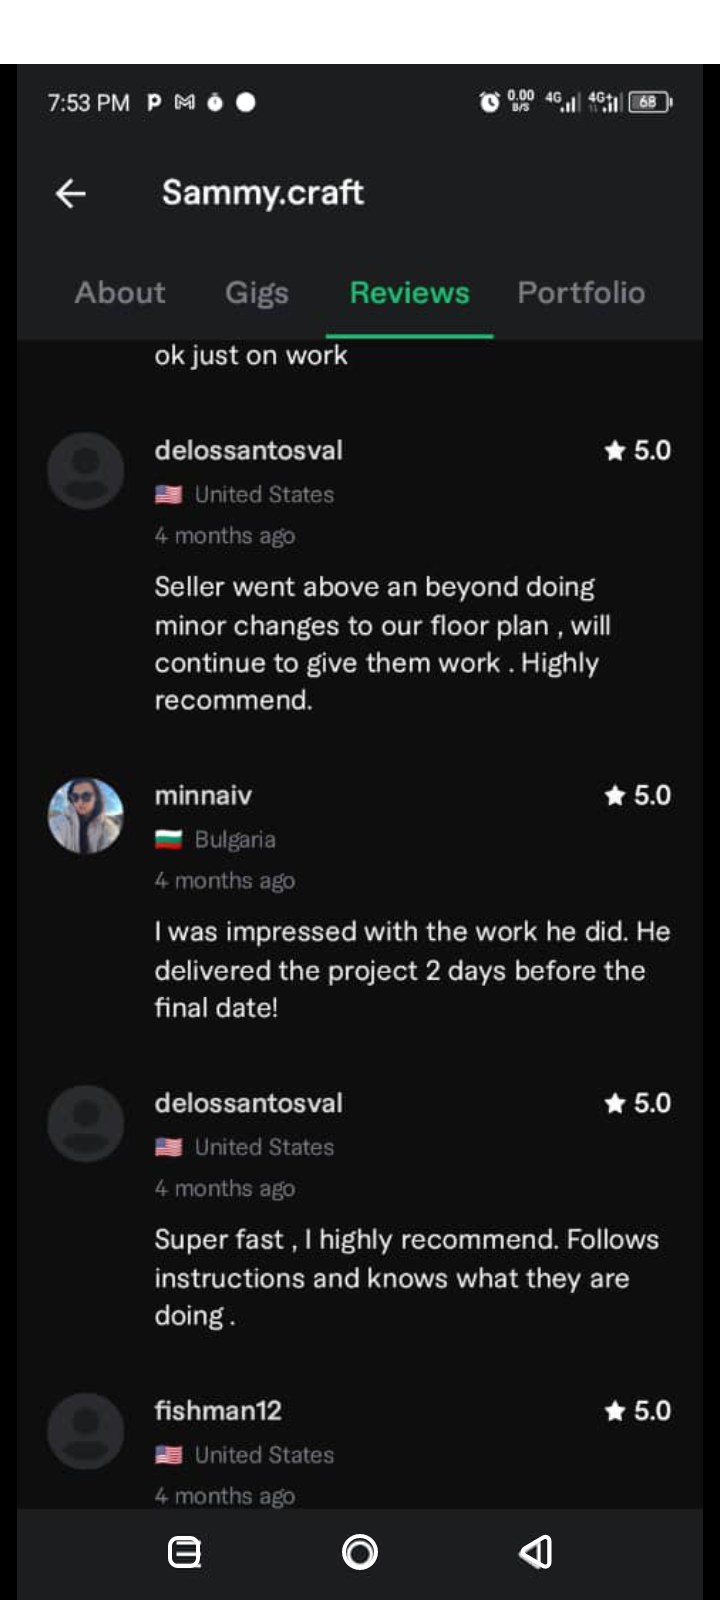 7:53 PM P M 0.00 B/S 4G 4G+ 68
Sammy.craft
About Gigs Reviews Portfolio
ok just on work
delossantosval 5.0
United States
4 months ago
Seller went above an beyond doing
minor changes to our floor plan , will
continue to give them work . Highly
recommend.
minnaiv 5.0
Bulgaria
4 months ago
I was impressed with the work he did. He
delivered the project 2 days before the
final date!
delossantosval 5.0
United States
4 months ago
Super fast , I highly recommend. Follows
instructions and knows what they are
doing .
fishman12 5.0
United States
4 months ago